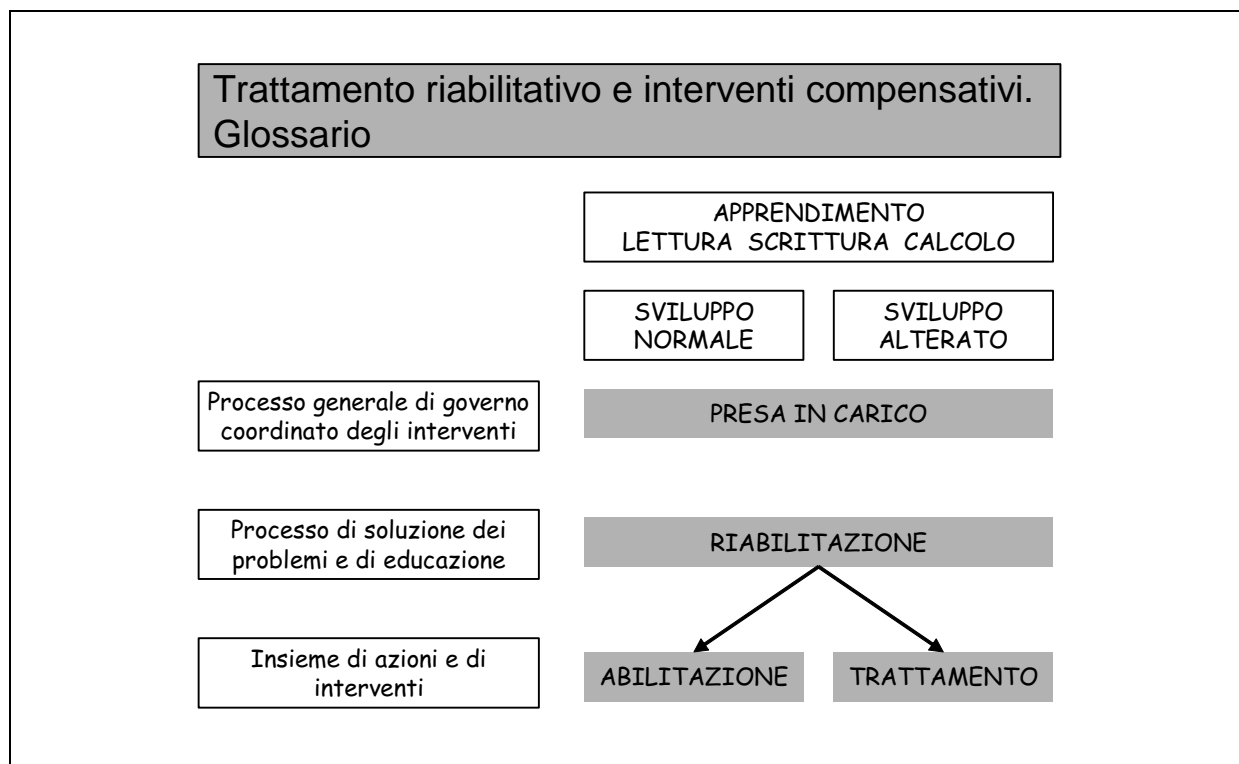 Trattamento riabilitativo e interventi compensativi.
Glossario
APPRENDIMENTO
LETTURA SCRITTURA CALCOLO
SVILUPPO
NORMALE
SVILUPPO
ALTERATO
Processo generale di governo
coordinato degli interventi
PRESA IN CARICO
Processo di soluzione dei
problemi e di educazione
RIABILITAZIONE
Insieme di azioni e di
interventi
ABILITAZIONE
TRATTAMENTO